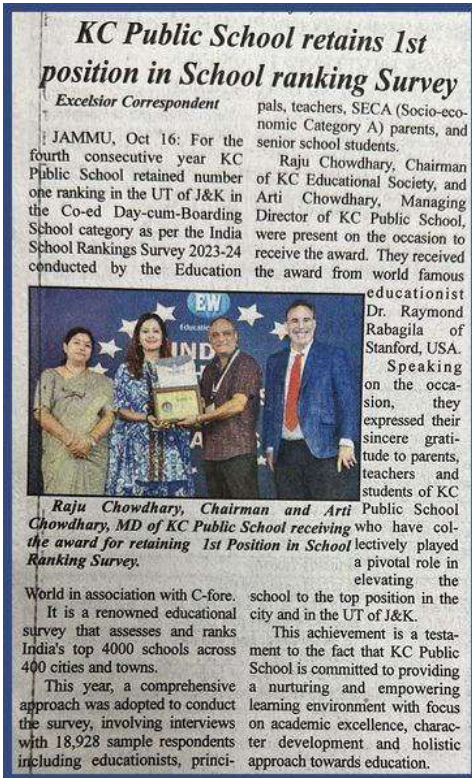 KC Public School retains 1st
position in School ranking Survey
Excelsior Correspondent
JAMMU, Oct 16: For the
fourth consecutive year KC
Public School retained number
one ranking in the UT of J&K in
the Co-ed Day-cum-Boarding
School category as per the India
School Rankings Survey 2023-24
conducted by the Education
EW
Educatio
IND
Raju Chowdhary, Chairman and Arti
Chowdhary, MD of KC Public School receiving
the award for retaining 1st Position in School
Ranking Survey.
World in association with C-fore.
It is a renowned educational
survey that assesses and ranks
India's top 4000 schools across
400 cities and towns.
This year, a comprehensive
approach was adopted to conduct
the survey, involving interviews
with 18,928 sample respondents
including educationists, princi-
pals, teachers, SECA (Socio-eco-
nomic Category A) parents, and
senior school students.
Raju Chowdhary, Chairman
of KC Educational Society, and
Arti Chowdhary, Managing
Director of KC Public School,
were present on the occasion to
receive the award. They received
the award from world famous
educationist
Dr. Raymond
Rabagila of
Stanford, USA.
Speaking
on the occa-
sion, they
expressed their
sincere grati-
tude to parents,
teachers and
students of KC
Public School
who have col-
lectively played
a pivotal role in
elevating the
school to the top position in the
city and in the UT of J&K.
This achievement is a testa-
ment to the fact that KC Public
School is committed to providing
a nurturing and empowering
learning environment with focus
on academic excellence, charac-
ter development and holistic
approach towards education.